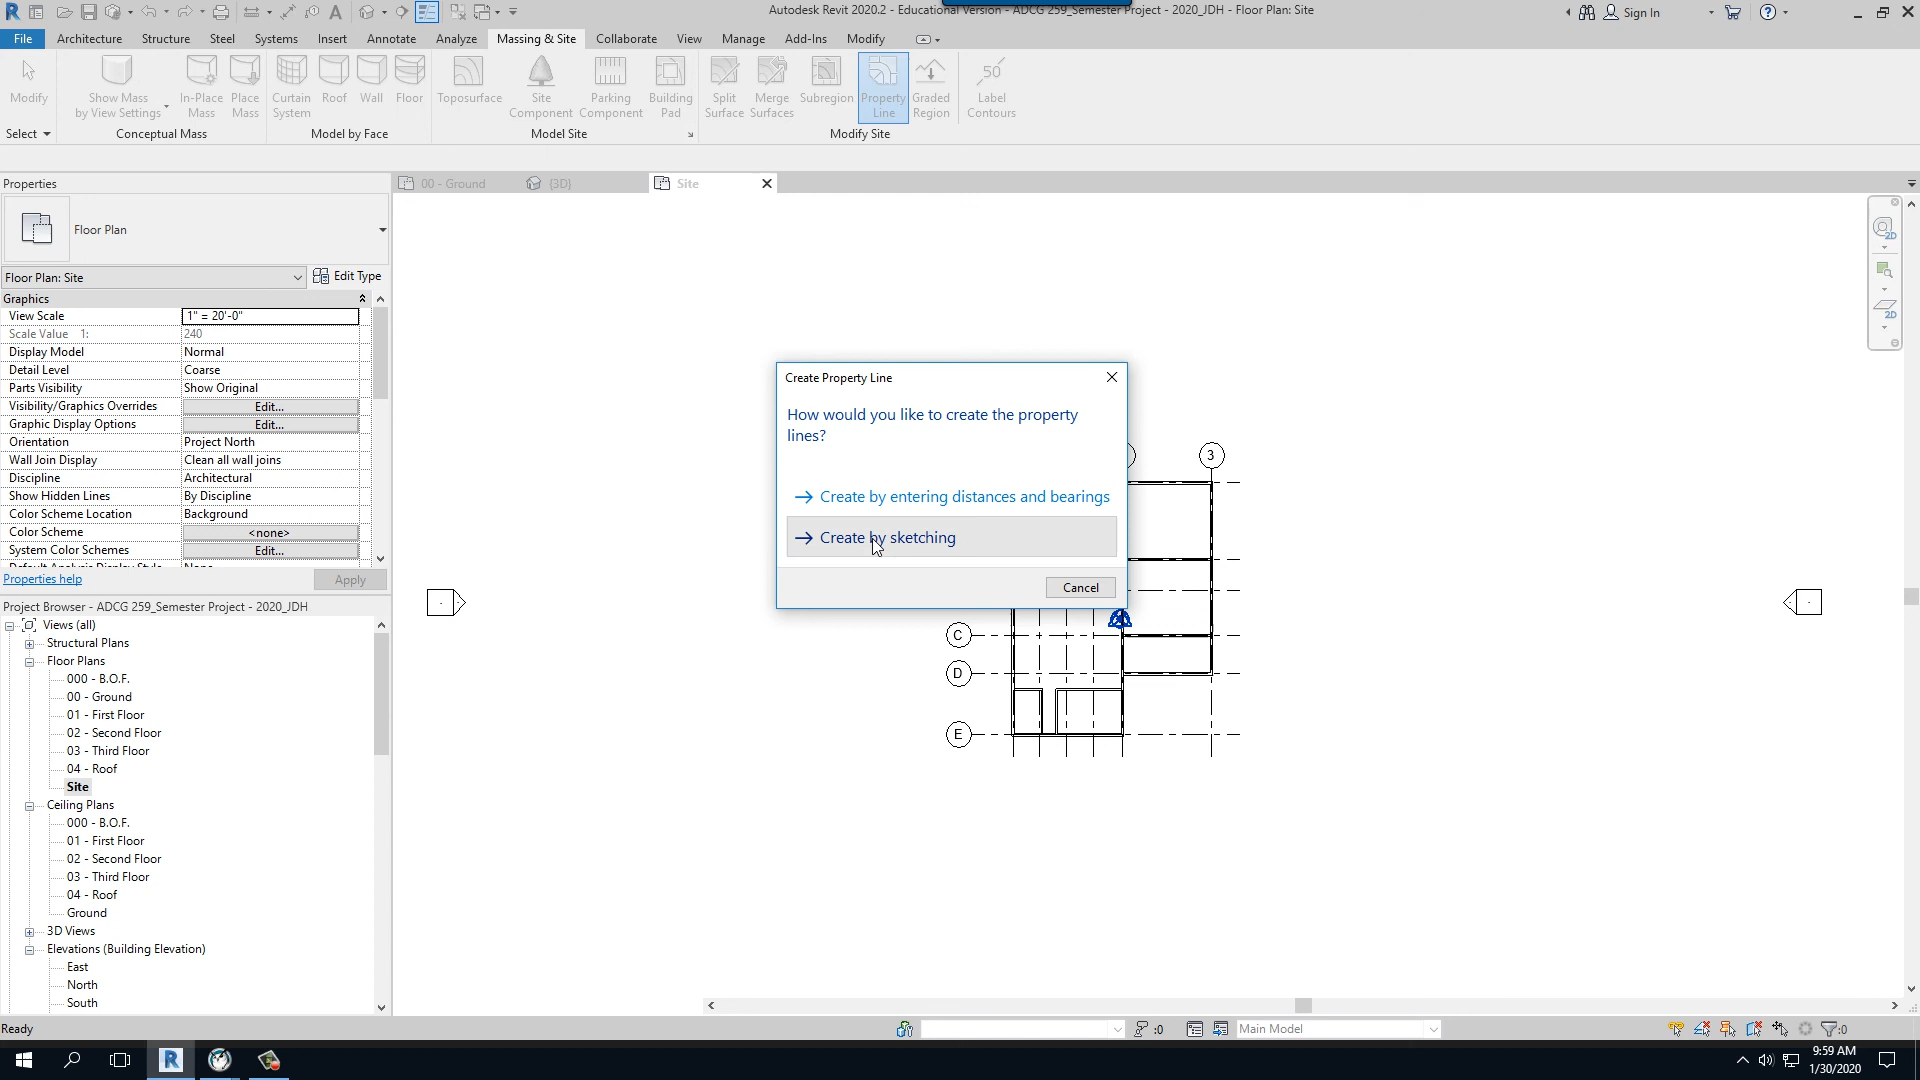 Autodesk Revit 2020.2 - Educational Version - ADCG 259_Semester Project - 2020_JDH - Floor Plan: Site
Sign In
File
Architecture
Structure
Steel
Systems
Insert
Annotate
Analyze
Massing & Site
Collaborate
View
Manage
Add-Ins
Modify
Modify
Show Mass
by View Settings
In-Place
Mass
Place
Mass
Curtain
System
Roof
Wall
Floor
Toposurface
Site
Component
Parking
Component
Building
Pad
Split
Surface
Merge
Surfaces
Subregion
Property
Line
Graded
Region
50
Label
Contours
Select
Conceptual Mass
Model by Face
Model Site
Modify Site
Properties
00 - Ground
{3D}
Site
Floor Plan
Floor Plan: Site
Edit Type
Graphics
View Scale 1" = 20'-0"
Scale Value 1: 240
Display Model Normal
Detail Level Coarse
Parts Visibility Show Original
Visibility/Graphics Overrides Edit...
Graphic Display Options Edit...
Orientation Project North
Wall Join Display Clean all wall joins
Discipline Architectural
Show Hidden Lines By Discipline
Color Scheme Location Background
Color Scheme <none>
System Color Schemes Edit...
Properties help
Apply
Project Browser - ADCG 259_Semester Project - 2020_JDH
Views (all)
Structural Plans
Floor Plans
000 - B.O.F.
00 - Ground
01 - First Floor
02 - Second Floor
03 - Third Floor
04 - Roof
Site
Ceiling Plans
000 - B.O.F.
01 - First Floor
02 - Second Floor
03 - Third Floor
04 - Roof
Ground
3D Views
Elevations (Building Elevation)
East
North
South
Create Property Line
How would you like to create the property
lines?
Create by entering distances and bearings
Create by sketching
Cancel
3
C
D
E
2D
2D
Ready
:0
Main Model
:0
9:59 AM
1/30/2020